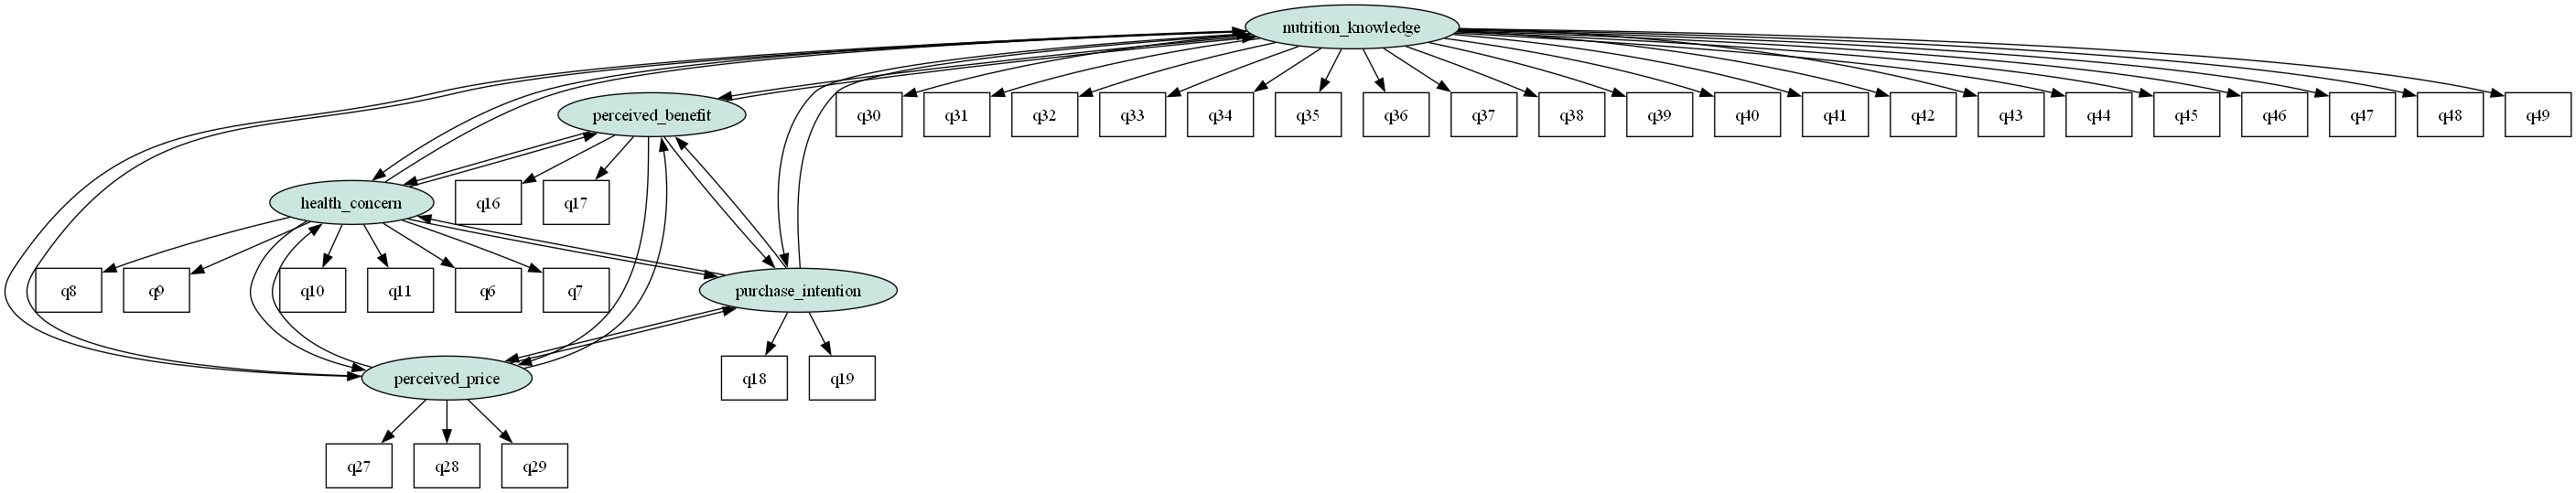 nutrition_knowledge
perceived_benefit
q30
q31
q32
q33
q34
q35
q36
q37
q38
q39
q40
q41
q42
q43
q44
q45
q46
q47
q48
q49
health_concern
q16
q17
q8
q9
q10
q11
q6
q7
purchase_intention
perceived_price
q18
q19
q27
q28
q29